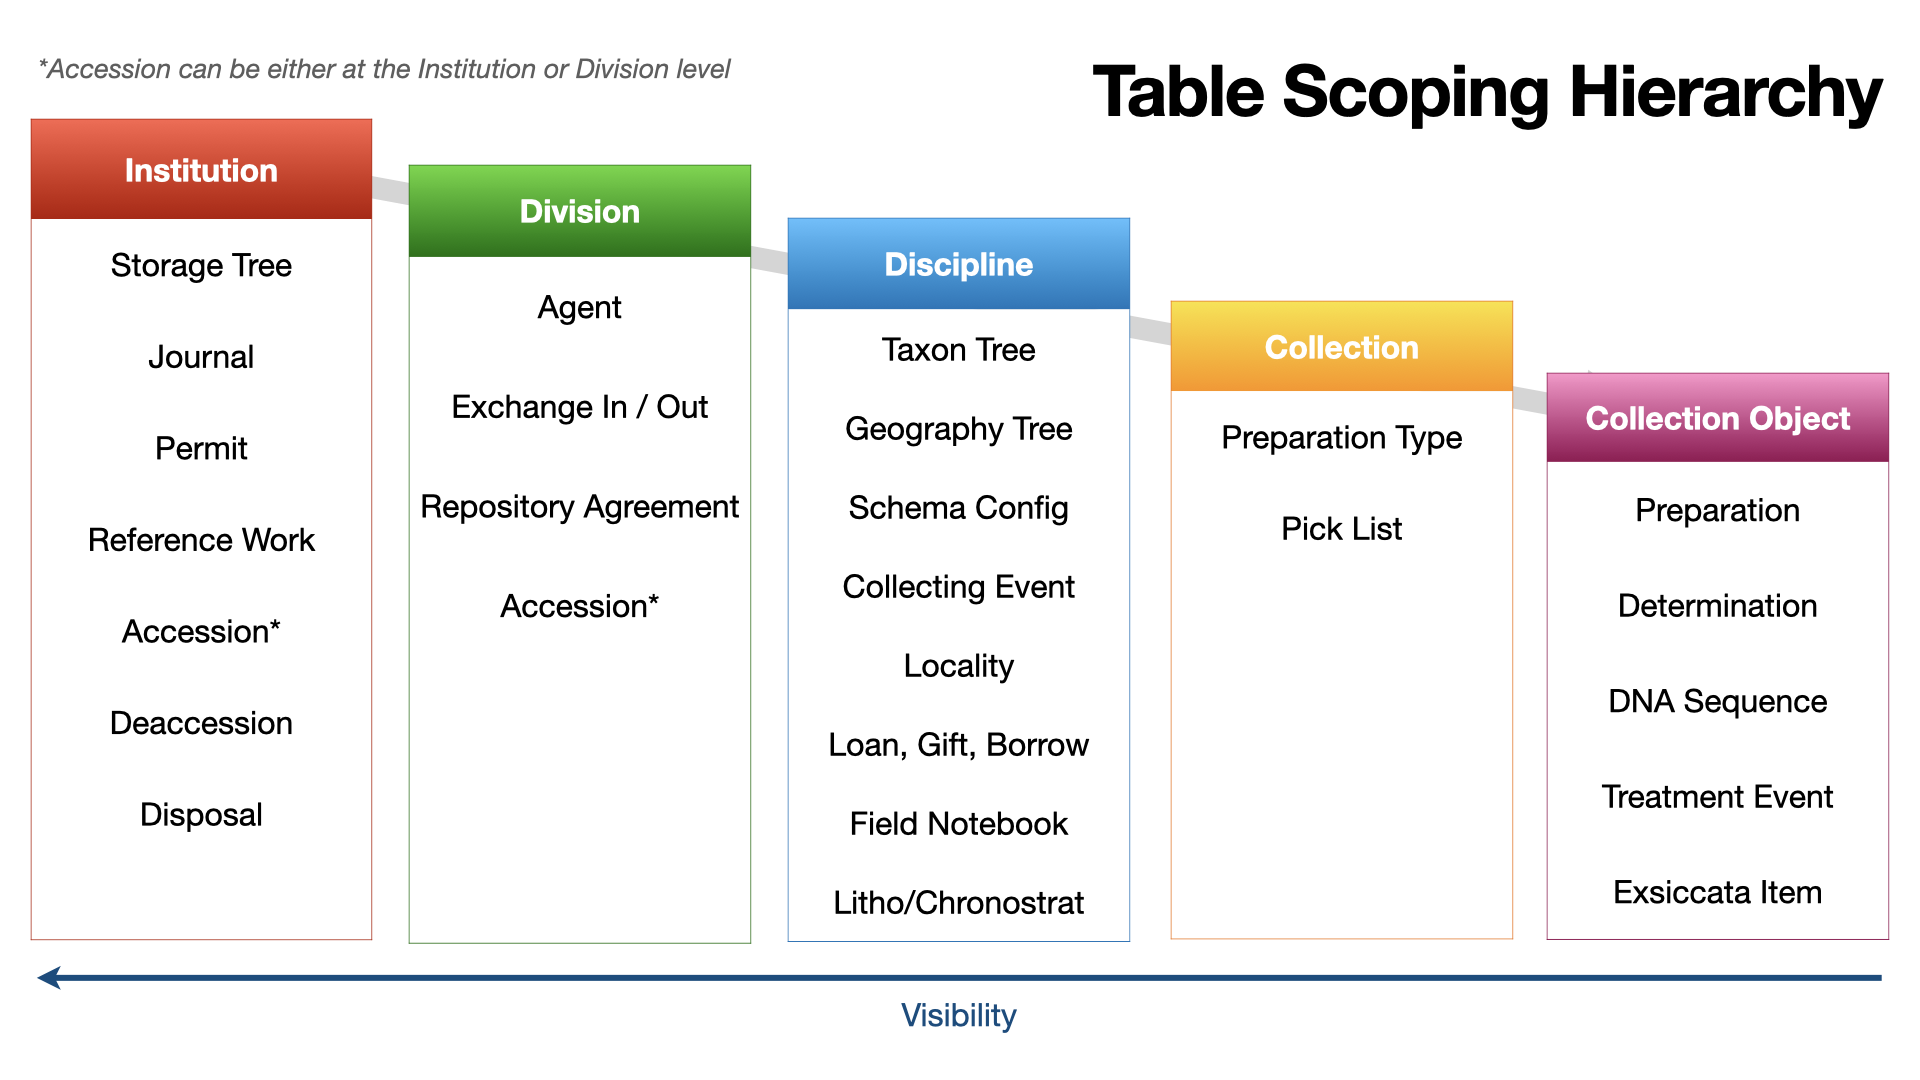 *Accession can be either at the Institution or Division level
Table Scoping Hierarchy
Institution
Storage Tree
Journal
Permit
Reference Work
Accession*
Deaccession
Disposal
Division
Agent
Exchange In / Out
Repository Agreement
Accession*
Discipline
Taxon Tree
Geography Tree
Schema Config
Collecting Event
Locality
Loan, Gift, Borrow
Field Notebook
Litho/Chronostrat
Collection
Preparation Type
Pick List
Collection Object
Preparation
Determination
DNA Sequence
Treatment Event
Exsiccata Item
Visibility